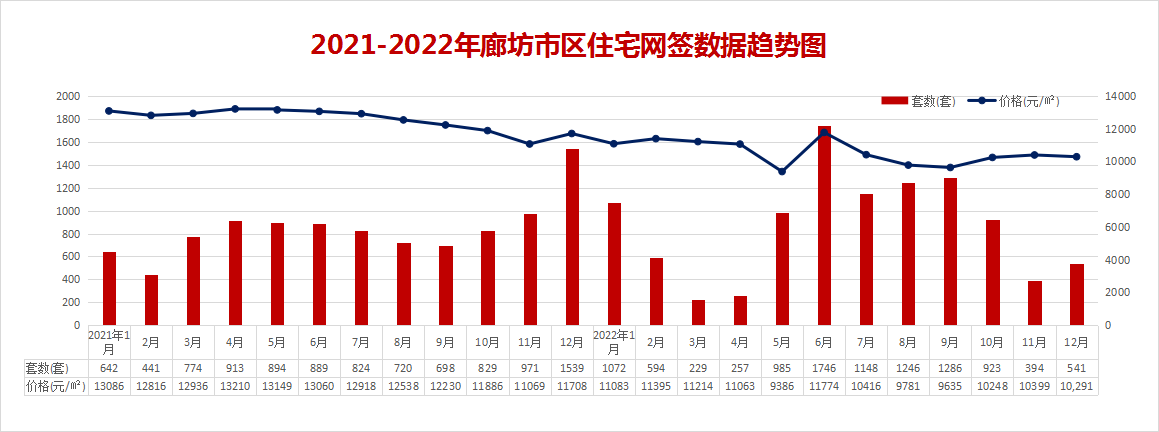 2021-2022年廊坊市区住宅网签数据趋势图
套数(套) 价格(元/㎡)
2000 14000
1800
1600 12000
1400 10000
1200
1000 8000
800 6000
600
400 4000
200 2000
0 0
2021年1月 2月 3月 4月 5月 6月 7月 8月 9月 10月 11月 12月 2022年1月 2月 3月 4月 5月 6月 7月 8月 9月 10月 11月 12月
套数(套) 642 441 774 913 894 889 824 720 698 829 971 1539 1072 594 229 257 985 1746 1148 1246 1286 923 394 541
价格(元/㎡) 13086 12816 12936 13210 13149 13060 12918 12538 12230 11886 11069 11708 11083 11395 11214 11063 9386 11774 10416 9781 9635 10248 10399 10,291